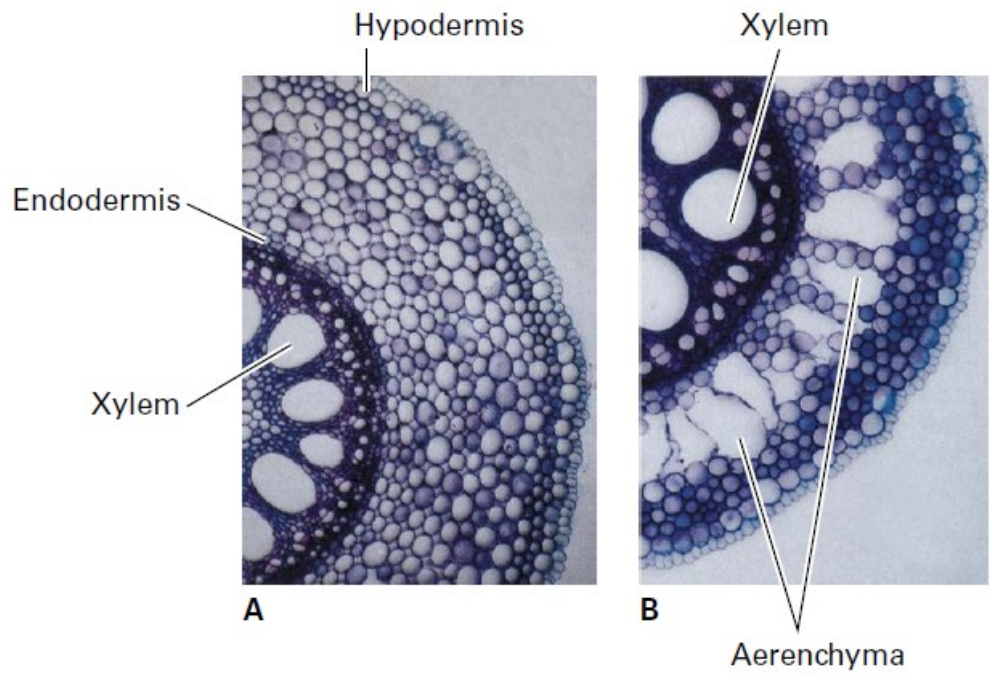 Hypodermis
Xylem
Endodermis
Xylem
A
B
Aerenchyma